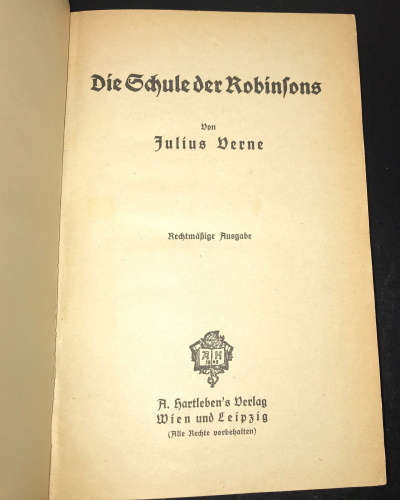 Die Schule der Robinsons
Von
Julius Verne
Rechtmäßige Ausgabe
A H
A. Hartleben's Verlag
Wien und Leipzig
(Alle Rechte vorbehalten)